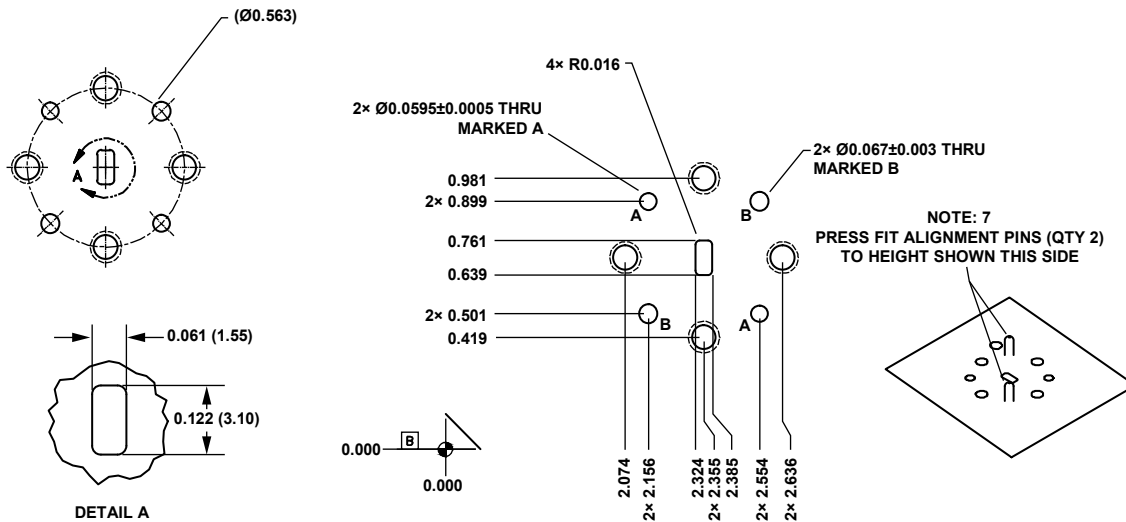 (Ø0.563)
A
0.061 (1.55)
0.122 (3.10)
DETAIL A
4× R0.016
2× Ø0.0595±0.0005 THRU
MARKED A
2× Ø0.067±0.003 THRU
MARKED B
0.981
2× 0.899
0.761
0.639
2× 0.501
0.419
A
B
B
A
B
0.000
0.000
2.074
2× 2.156
2.324
2× 2.355
2.385
2× 2.554
2× 2.636
NOTE: 7
PRESS FIT ALIGNMENT PINS (QTY 2)
TO HEIGHT SHOWN THIS SIDE